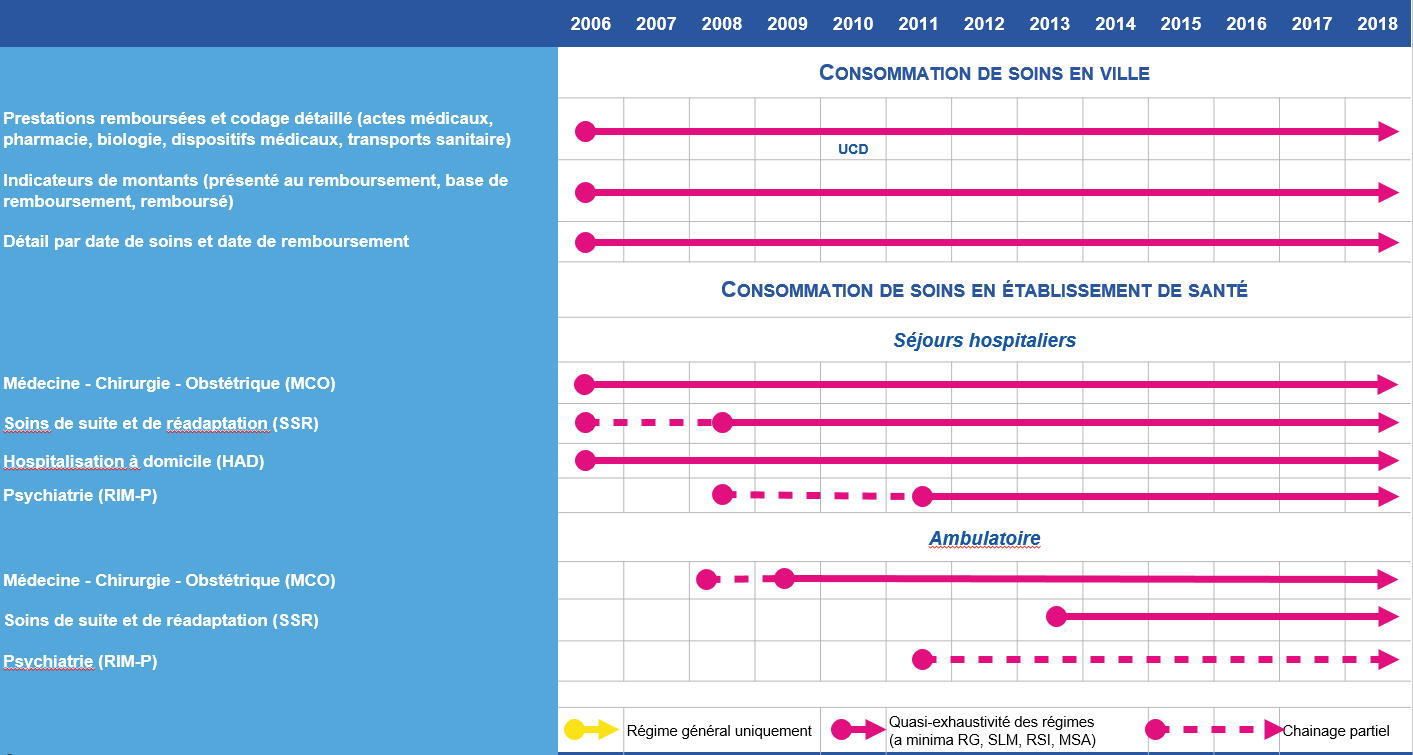 2006 2007 2008 2009 2010 2011 2012 2013 2014 2015 2016 2017 2018
CONSOMMATION DE SOINS EN VILLE
Prestations remboursées et codage détaillé (actes médicaux,
pharmacie, biologie, dispositifs médicaux, transports sanitaire)
UCD
Indicateurs de montants (présenté au remboursement, base de
remboursement, remboursé)
Détail par date de soins et date de remboursement
CONSOMMATION DE SOINS EN ÉTABLISSEMENT DE SANTÉ
Séjours hospitaliers
Médecine - Chirurgie - Obstétrique (MCO)
Soins de suite et de réadaptation (SSR)
Hospitalisation à domicile (HAD)
Psychiatrie (RIM-P)
Ambulatoire
Médecine - Chirurgie - Obstétrique (MCO)
Soins de suite et de réadaptation (SSR)
Psychiatrie (RIM-P)
Régime général uniquement
Quasi-exhaustivité des régimes
(a minima RG, SLM, RSI, MSA)
Chainage partiel